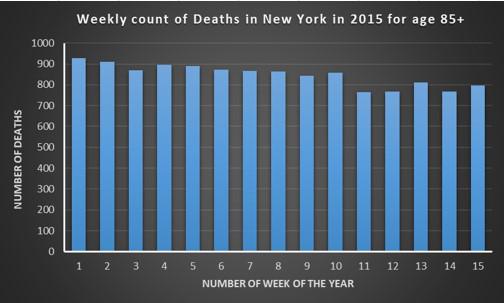 Weekly count of Deaths in New York in 2015 for age 85+
1000
900
800
700
600
500
400
300
200
100
0
NUMBER OF DEATHS
1 2 3 4 5 6 7 8 9 10 11 12 13 14 15
NUMBER OF WEEK OF THE YEAR